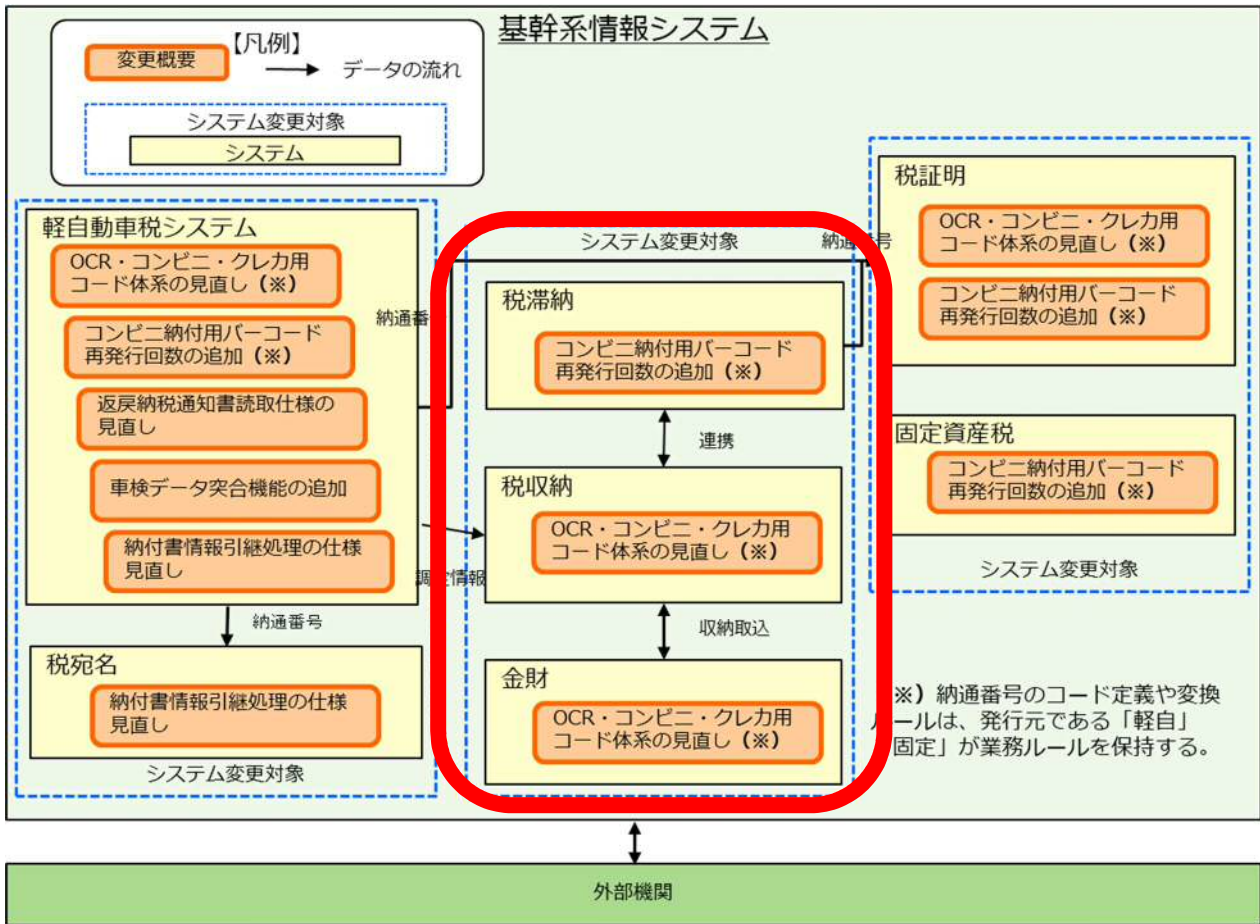 基幹系情報システム
【凡例】
変更概要
データの流れ
システム変更対象
システム
軽自動車税システム
OCR・コンビニ・クレカ用
コード体系の見直し(※)
コンビニ納付用バーコード
再発行回数の追加(※)
返戻納税通知書読取仕様の
見直し
車検データ突合機能の追加
納付書情報引継処理の仕様
見直し
納通番号
税宛名
納付書情報引継処理の仕様
見直し
システム変更対象
納通番
調定情報
システム変更対象
税滞納
コンビニ納付用バーコード
再発行回数の追加(※)
連携
税収納
OCR・コンビニ・クレカ用
コード体系の見直し(※)
収納取込
金財
OCR・コンビニ・クレカ用
コード体系の見直し(※)
納通番号
税証明
OCR・コンビニ・クレカ用
コード体系の見直し(※)
コンビニ納付用バーコード
再発行回数の追加(※)
固定資産税
コンビニ納付用バーコード
再発行回数の追加(※)
システム変更対象
※)納通番号のコード定義や変換
ルールは、発行元である「軽自」
固定」が業務ルールを保持する。
外部機関